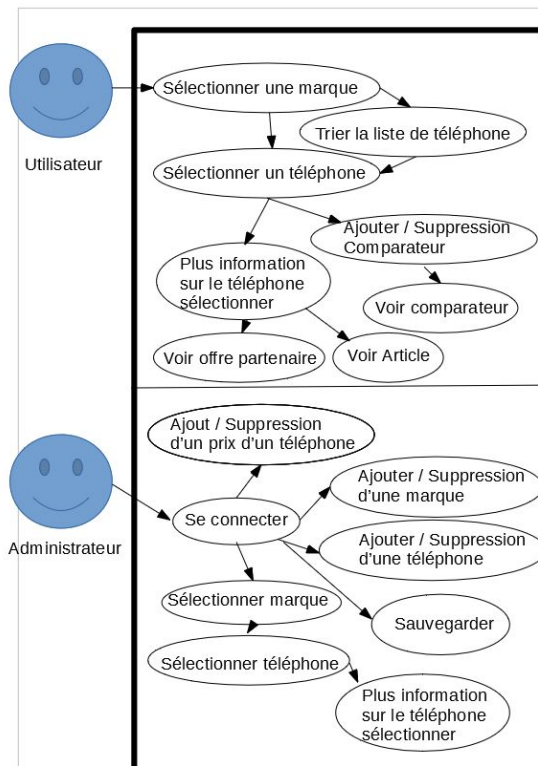 Sélectionner une marque
Trier la liste de téléphone
Utilisateur
Sélectionner un téléphone
Ajouter / Suppression
Comparateur
Plus information
sur le téléphone
sélectionner
Voir comparateur
Voir offre partenaire
Voir Article
Ajout / Suppression
d'un prix d'un téléphone
Ajouter / Suppression
d'une marque
Se connecter
Administrateur
Ajouter / Suppression
d'une téléphone
Sélectionner marque
Sauvegarder
Sélectionner téléphone
Plus information
sur le téléphone
sélectionner